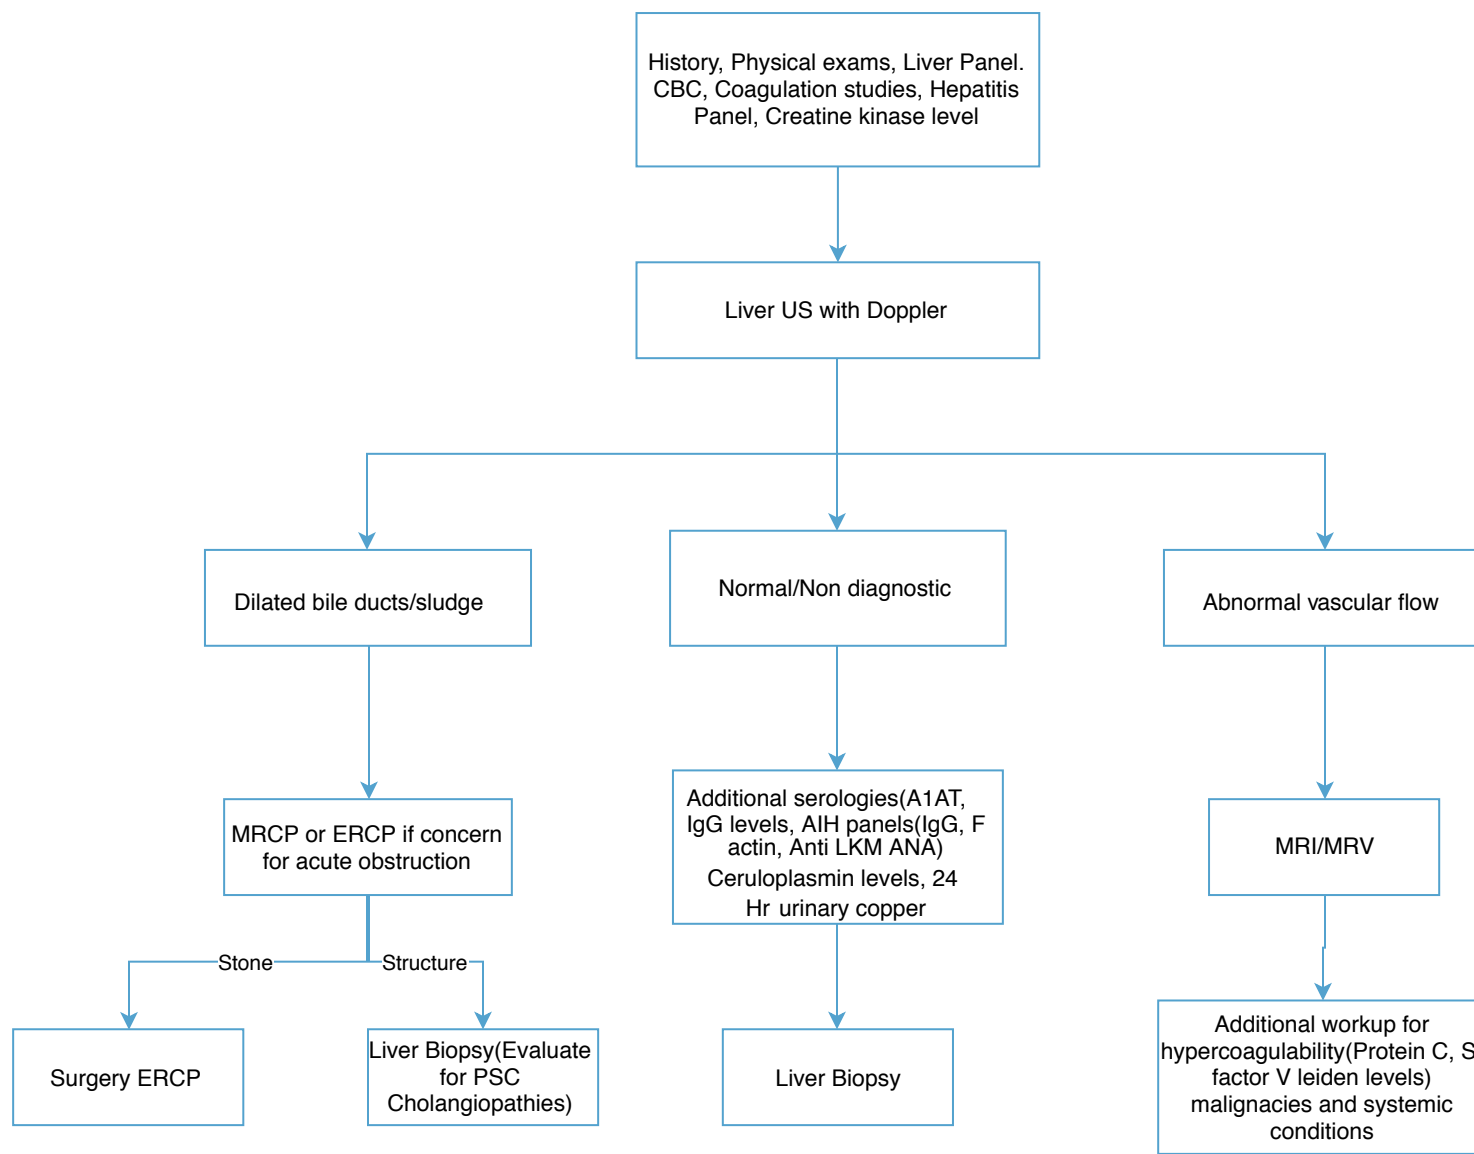 History, Physical exams, Liver Panel.
CBC, Coagulation studies, Hepatitis
Panel, Creatine kinase level
Liver US with Doppler
Dilated bile ducts/sludge
Normal/Non diagnostic
Abnormal vascular flow
MRCP or ERCP if concern
for acute obstruction
Additional serologies(A1AT,
IgG levels, AIH panels(IgG, F
actin, Anti LKM ANA)
Ceruloplasmin levels, 24
Hr urinary copper
MRI/MRV
Stone
Structure
Surgery ERCP
Liver Biopsy(Evaluate
for PSC
Cholangiopathies)
Liver Biopsy
Additional workup for
hypercoagulability(Protein C, S
factor V leiden levels)
malignacies and systemic
conditions